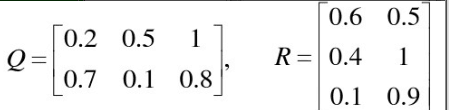 Q = [0.2 0.5 1
0.7 0.1 0.8], R = [0.6 0.5
0.4 1
0.1 0.9]